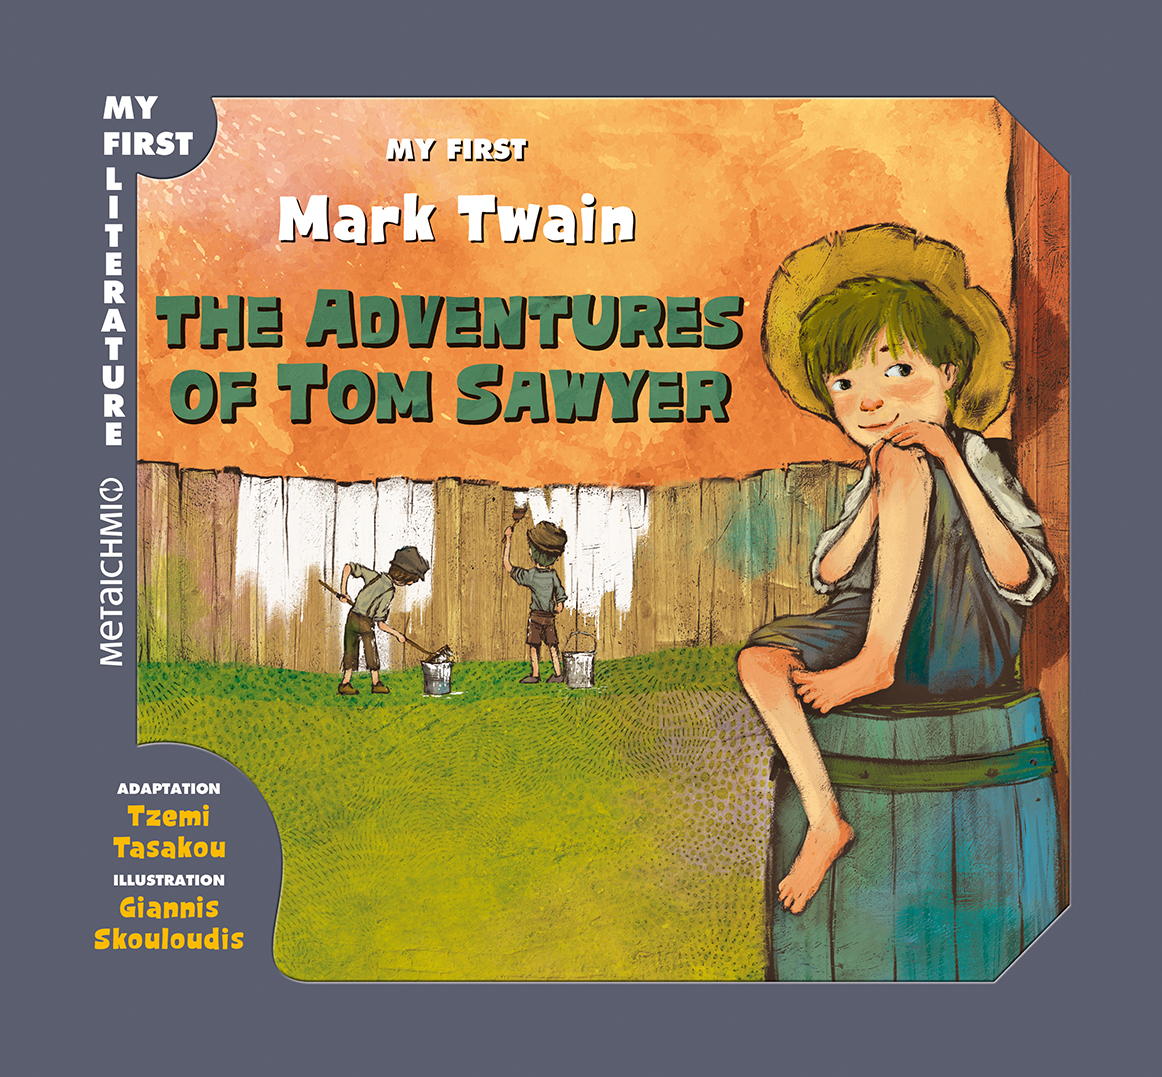 MY
FIRST
LITERATURE
METAICHMIO
MY FIRST
Mark Twain
THE ADVENTURES
OF TOM SAWYER
ADAPTATION
Tzemi
Tasakou
ILLUSTRATION
Giannis
Skouloudis